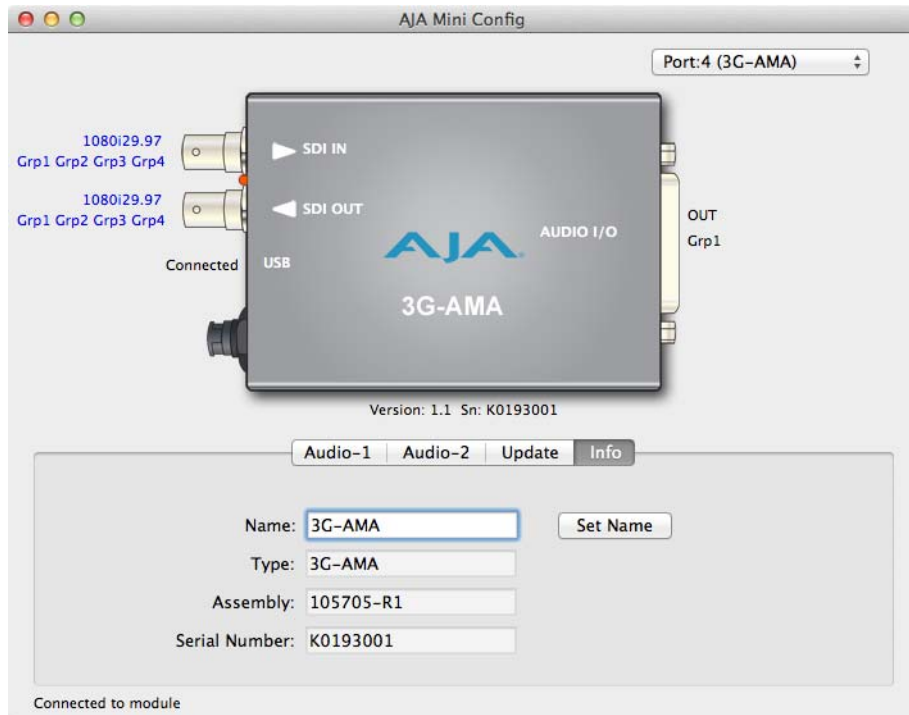 AJA Mini Config
Port:4 (3G-AMA)
1080i29.97
Grp1 Grp2 Grp3 Grp4
SDI IN
1080i29.97
Grp1 Grp2 Grp3 Grp4
SDI OUT
Connected
USB
AJA
3G-AMA
AUDIO I/O
OUT
Grp1
Version: 1.1 Sn: K0193001
Audio-1
Audio-2
Update
Info
Name: 3G-AMA
Set Name
Type: 3G-AMA
Assembly: 105705-R1
Serial Number: K0193001
Connected to module